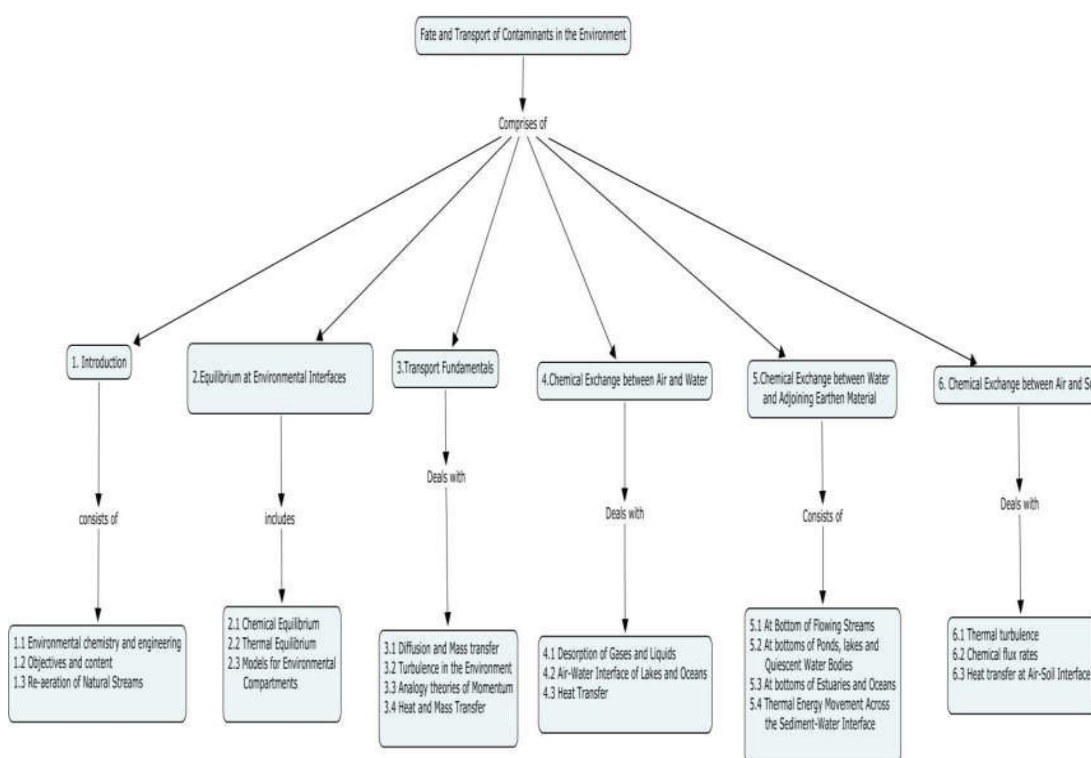 Fate and Transport of Contaminants in the Environment
Comprises of
1. Introduction
2.Equilibrium at Environmental Interfaces
3.Transport Fundamentals
4.Chemical Exchange between Air and Water
5.Chemical Exchange between Water
and Adjoining Earthen Material
6. Chemical Exchange between Air and
consists of
includes
Deals with
Deals with
Consists of
Deals with
1.1 Environmental chemistry and engineering
1.2 Objectives and content
1.3 Re-aeration of Natural Streams
2.1 Chemical Equilibrium
2.2 Thermal Equilibrium
2.3 Models for Environmental
Compartments
3.1 Diffusion and Mass transfer
3.2 Turbulence in the Environment
3.3 Analogy theories of Momentum
3.4 Heat and Mass Transfer
4.1 Desorption of Gases and Liquids
4.2 Air-Water Interface of Lakes and Oceans
4.3 Heat Transfer
5.1 At Bottom of Flowing Streams
5.2 At bottoms of Ponds, lakes and
Quiescent Water Bodies
5.3 At bottoms of Estuaries and Oceans
5.4 Thermal Energy Movement Across
the Sediment-Water Interface
6.1 Thermal turbulence
6.2 Chemical flux rates
6.3 Heat transfer at Air-Soil Interface